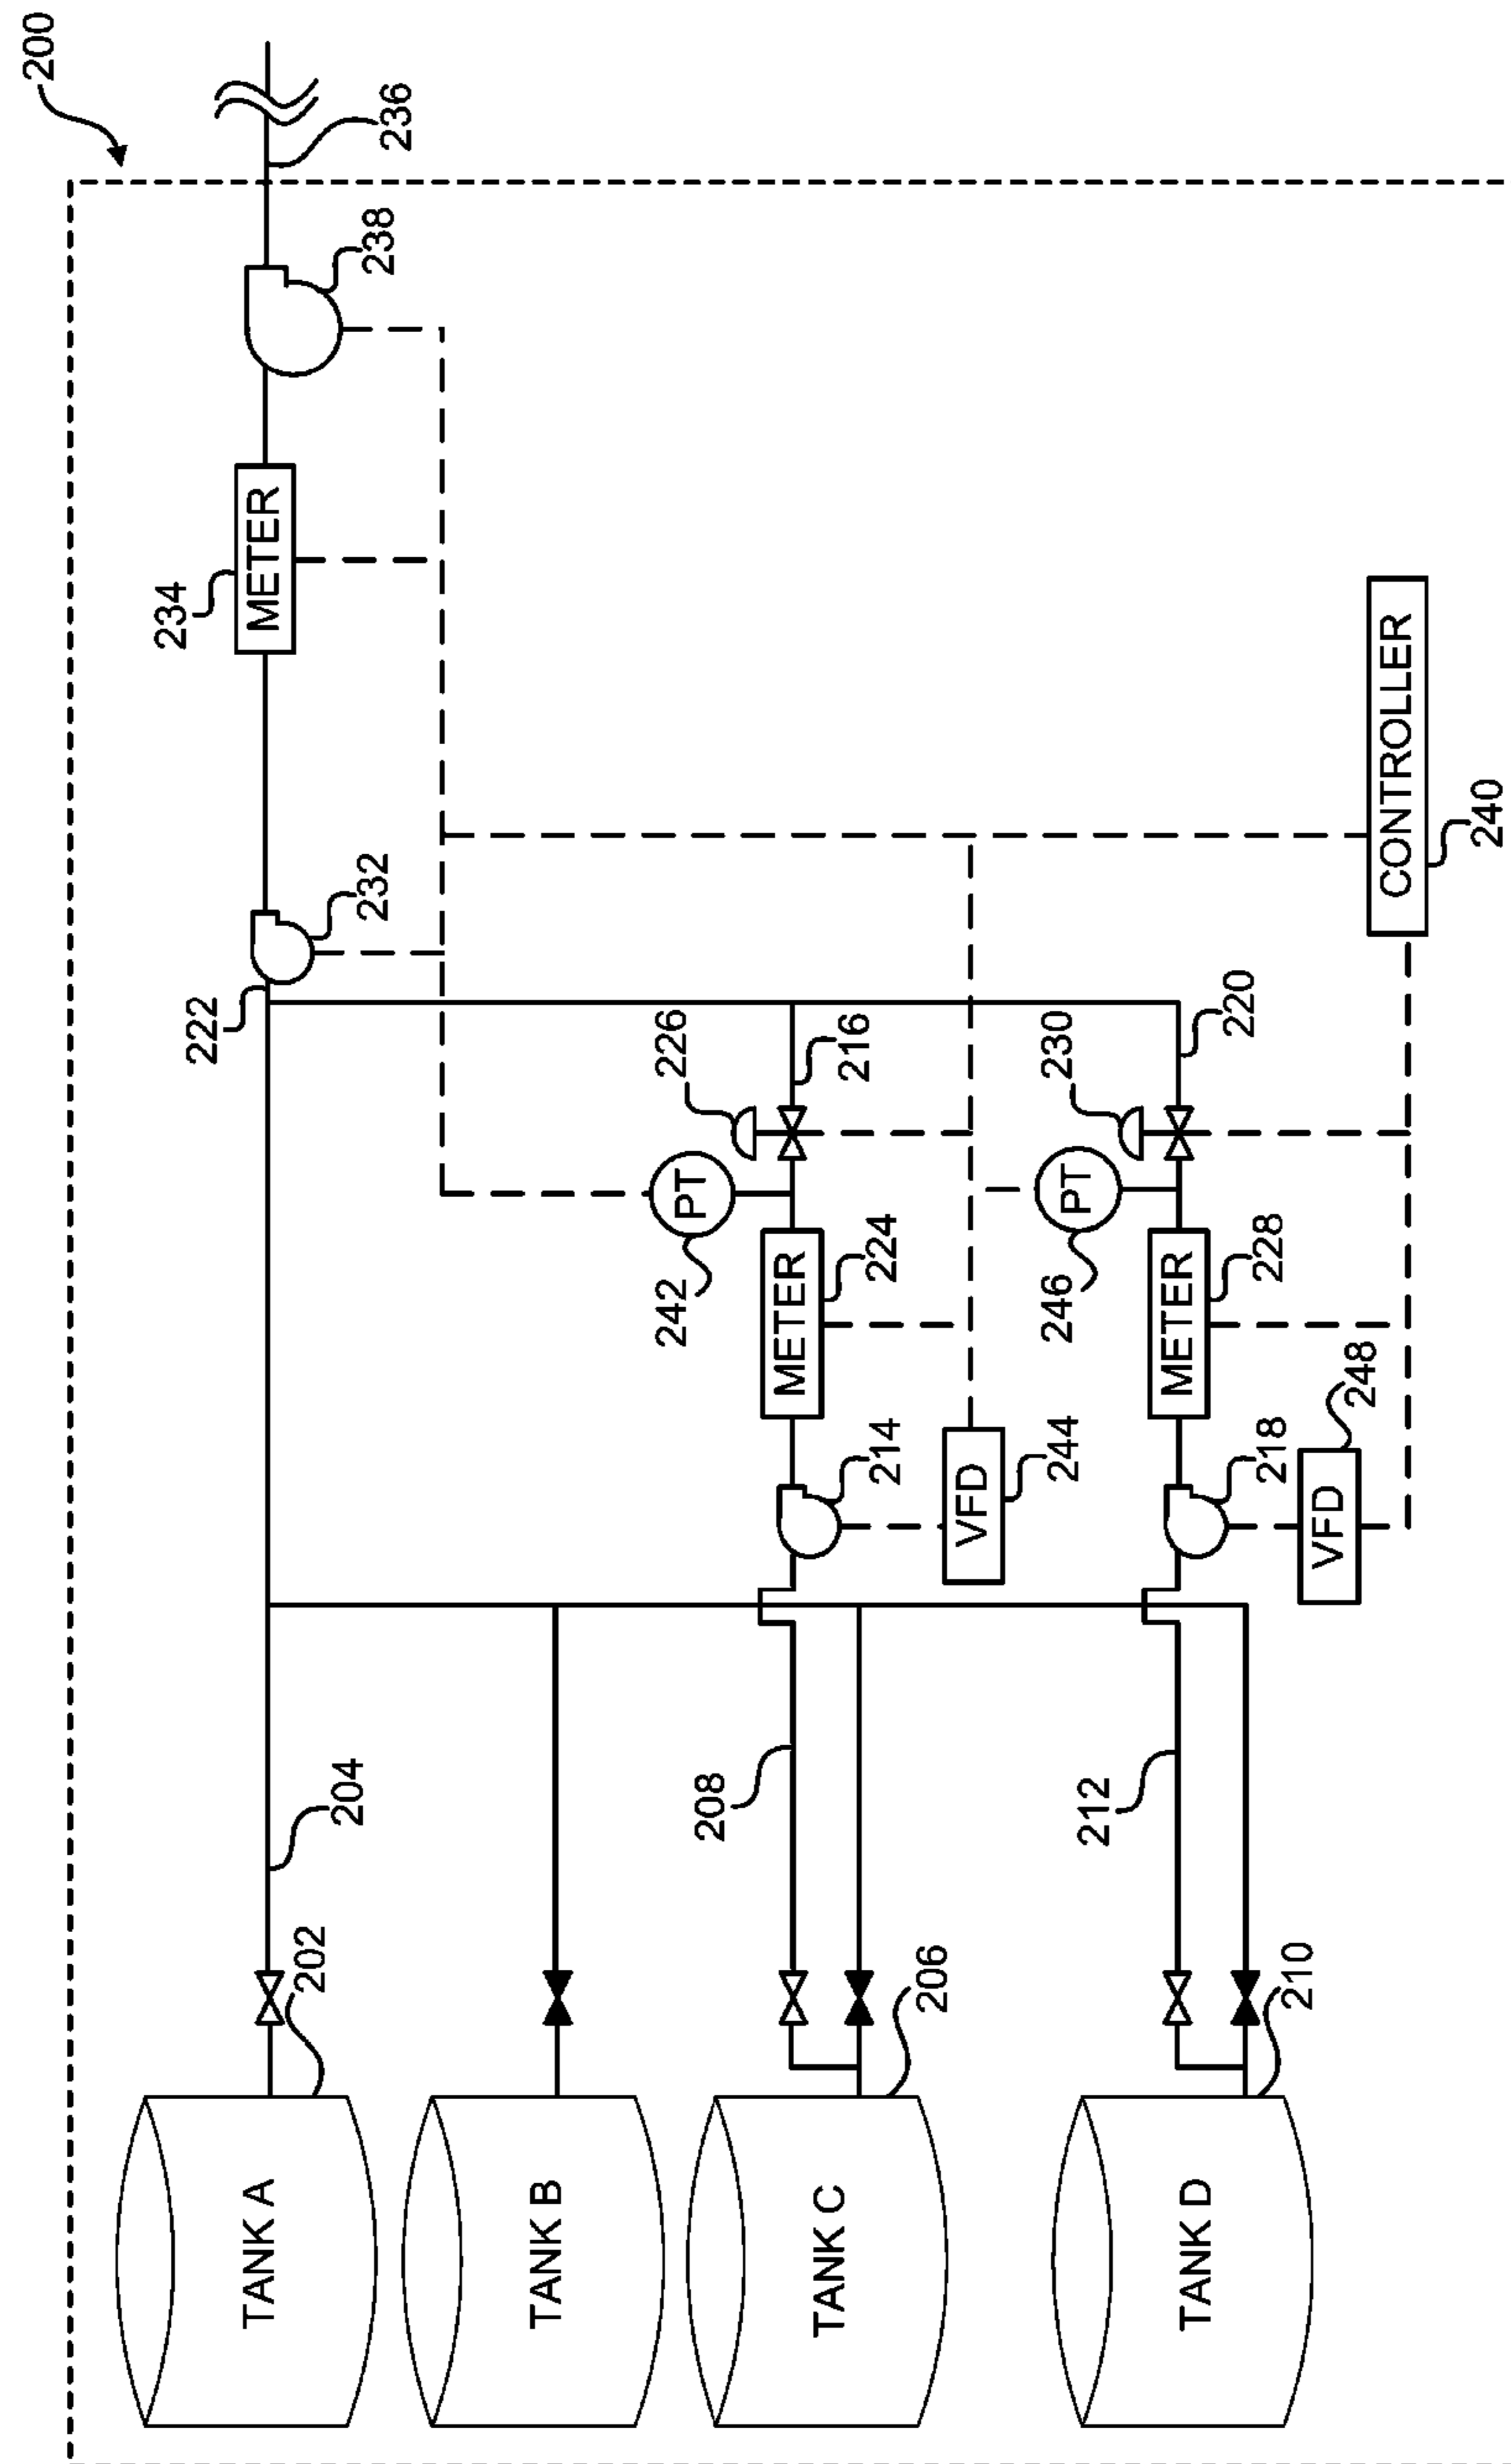 200
234
222
TANK A
METER
202
204
232
238
236
TANK B
242
226
PT
208
METER
TANK C
216
214
224
206
VFD
244
246
230
PT
212
METER
TANK D
220
218
228
210
VFD
248
CONTROLLER
240